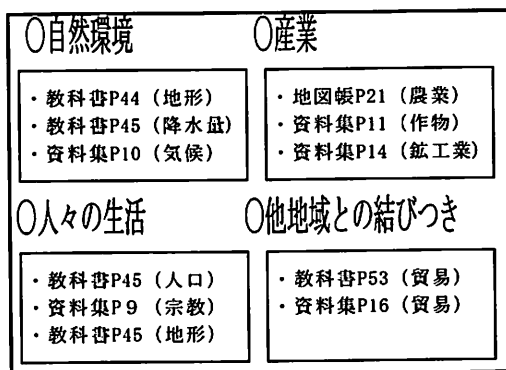 ○自然環境
・教科書P44（地形）
・教科書P45（降水量）
・資料集P10（気候）
○産業
・地図帳P21（農業）
・資料集P11（作物）
・資料集P14（鉱工業）
○人々の生活
・教科書P45（人口）
・資料集P9（宗教）
・教科書P45（地形）
○他地域との結びつき
・教科書P53（貿易）
・資料集P16（貿易）